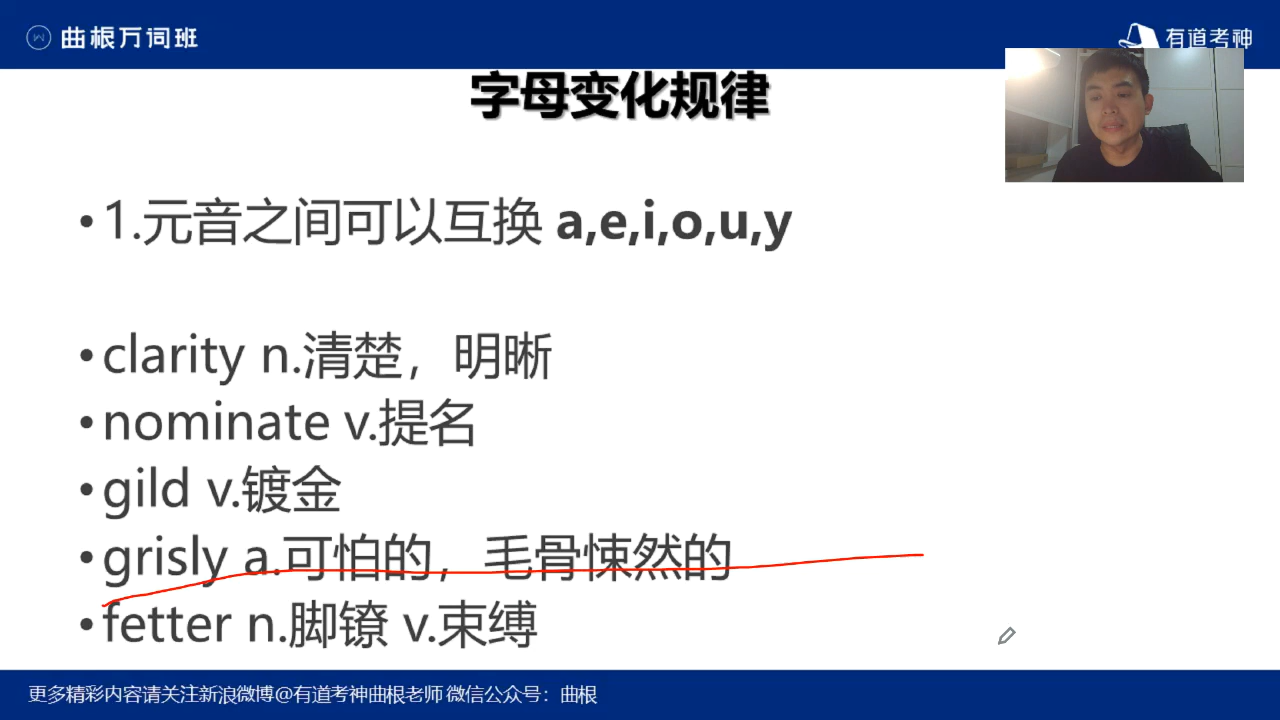 曲根万词班
有道考神
字母变化规律
•1.元音之间可以互换 a,e,i,o,u,y
•clarity n.清楚，明晰
•nominate v.提名
•gild v.镀金
•grisly a.可怕的，毛骨悚然的
•fetter n.脚镣 v.束缚
更多精彩内容请关注新浪微博@有道考神曲根老师 微信公众号：曲根